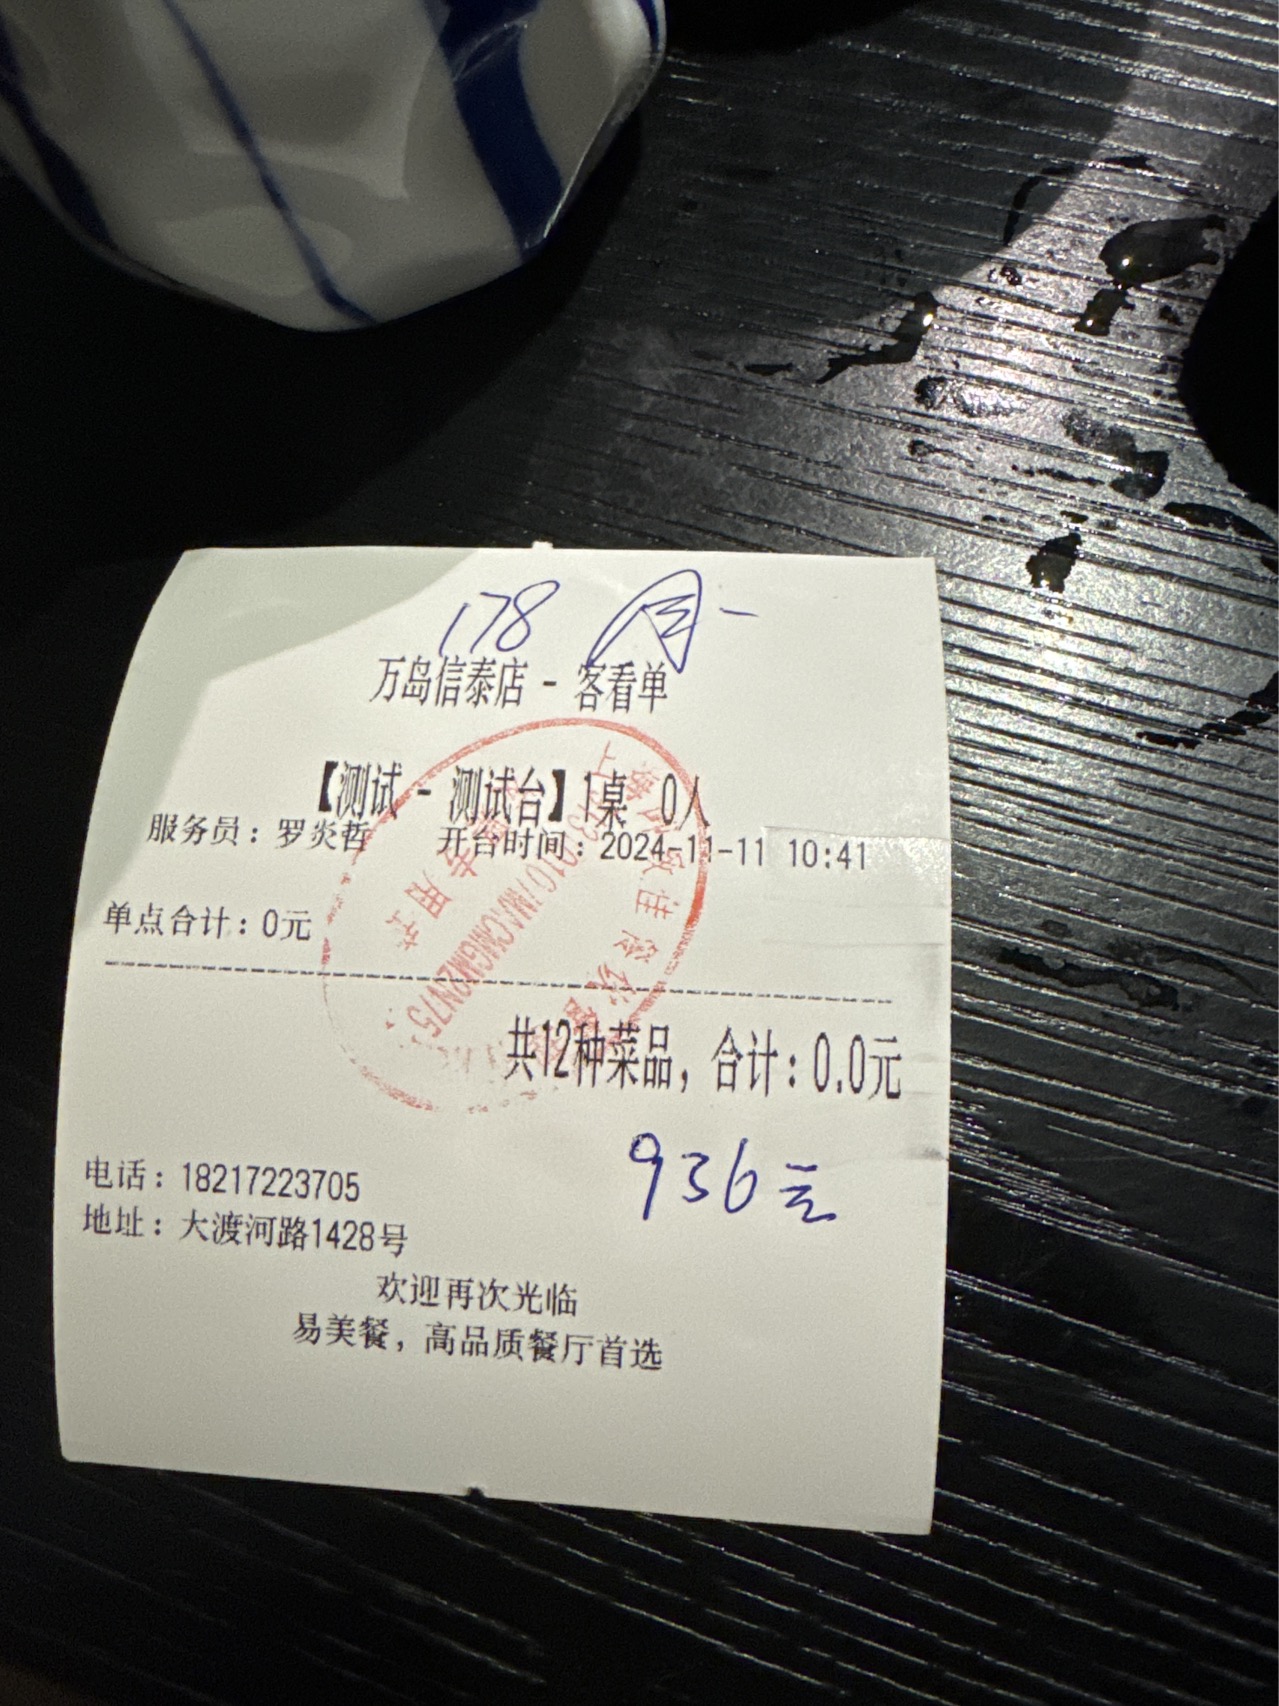 178
万岛信泰店 - 客看单
【测试 - 测试台】1桌 0人
服务员：罗炎哲 开台时间：2024-11-11 10:41
单点合计：0元
共12种菜品，合计：0.0元
936元
电话：18217223705
地址：大渡河路1428号
欢迎再次光临
易美餐，高品质餐厅首选